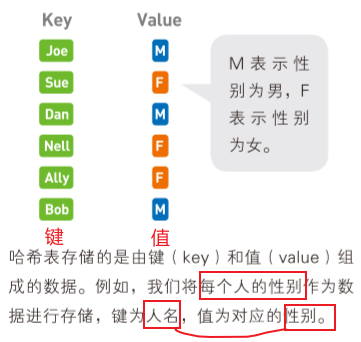 Key Value
Joe M
Sue F
Dan M
Nell F
Ally F
Bob M
M 表示性
别为男，F
表示性别
为女。
键 值
哈希表存储的是由键（key）和值（value）组
成的数据。例如，我们将每个人的性别作为数
据进行存储，键为人名，值为对应的性别。